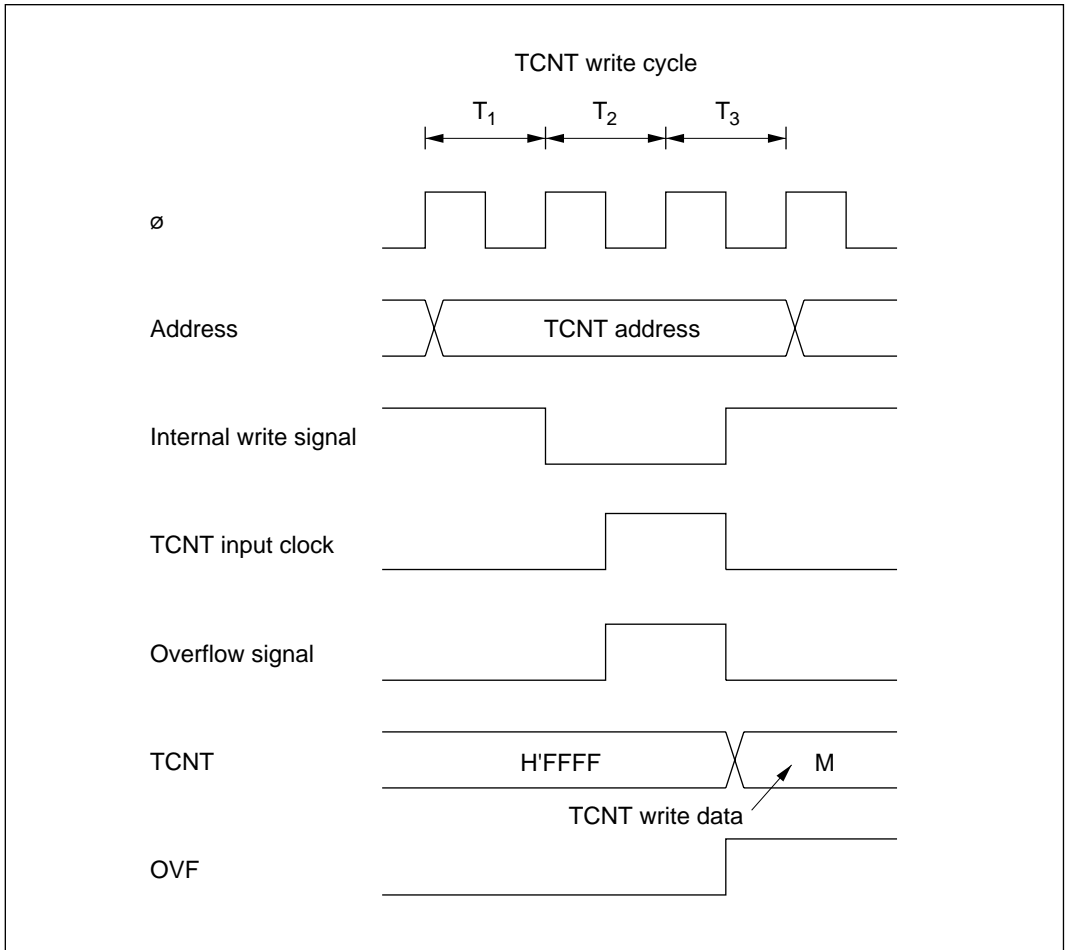 TCNT write cycle
T1 T2 T3
ø
Address TCNT address
Internal write signal
TCNT input clock
Overflow signal
TCNT H'FFFF M
TCNT write data
OVF